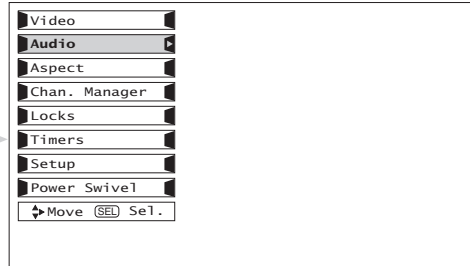 Video
Audio
Aspect
Chan. Manager
Locks
Timers
Setup
Power Swivel
Move SEL Sel.